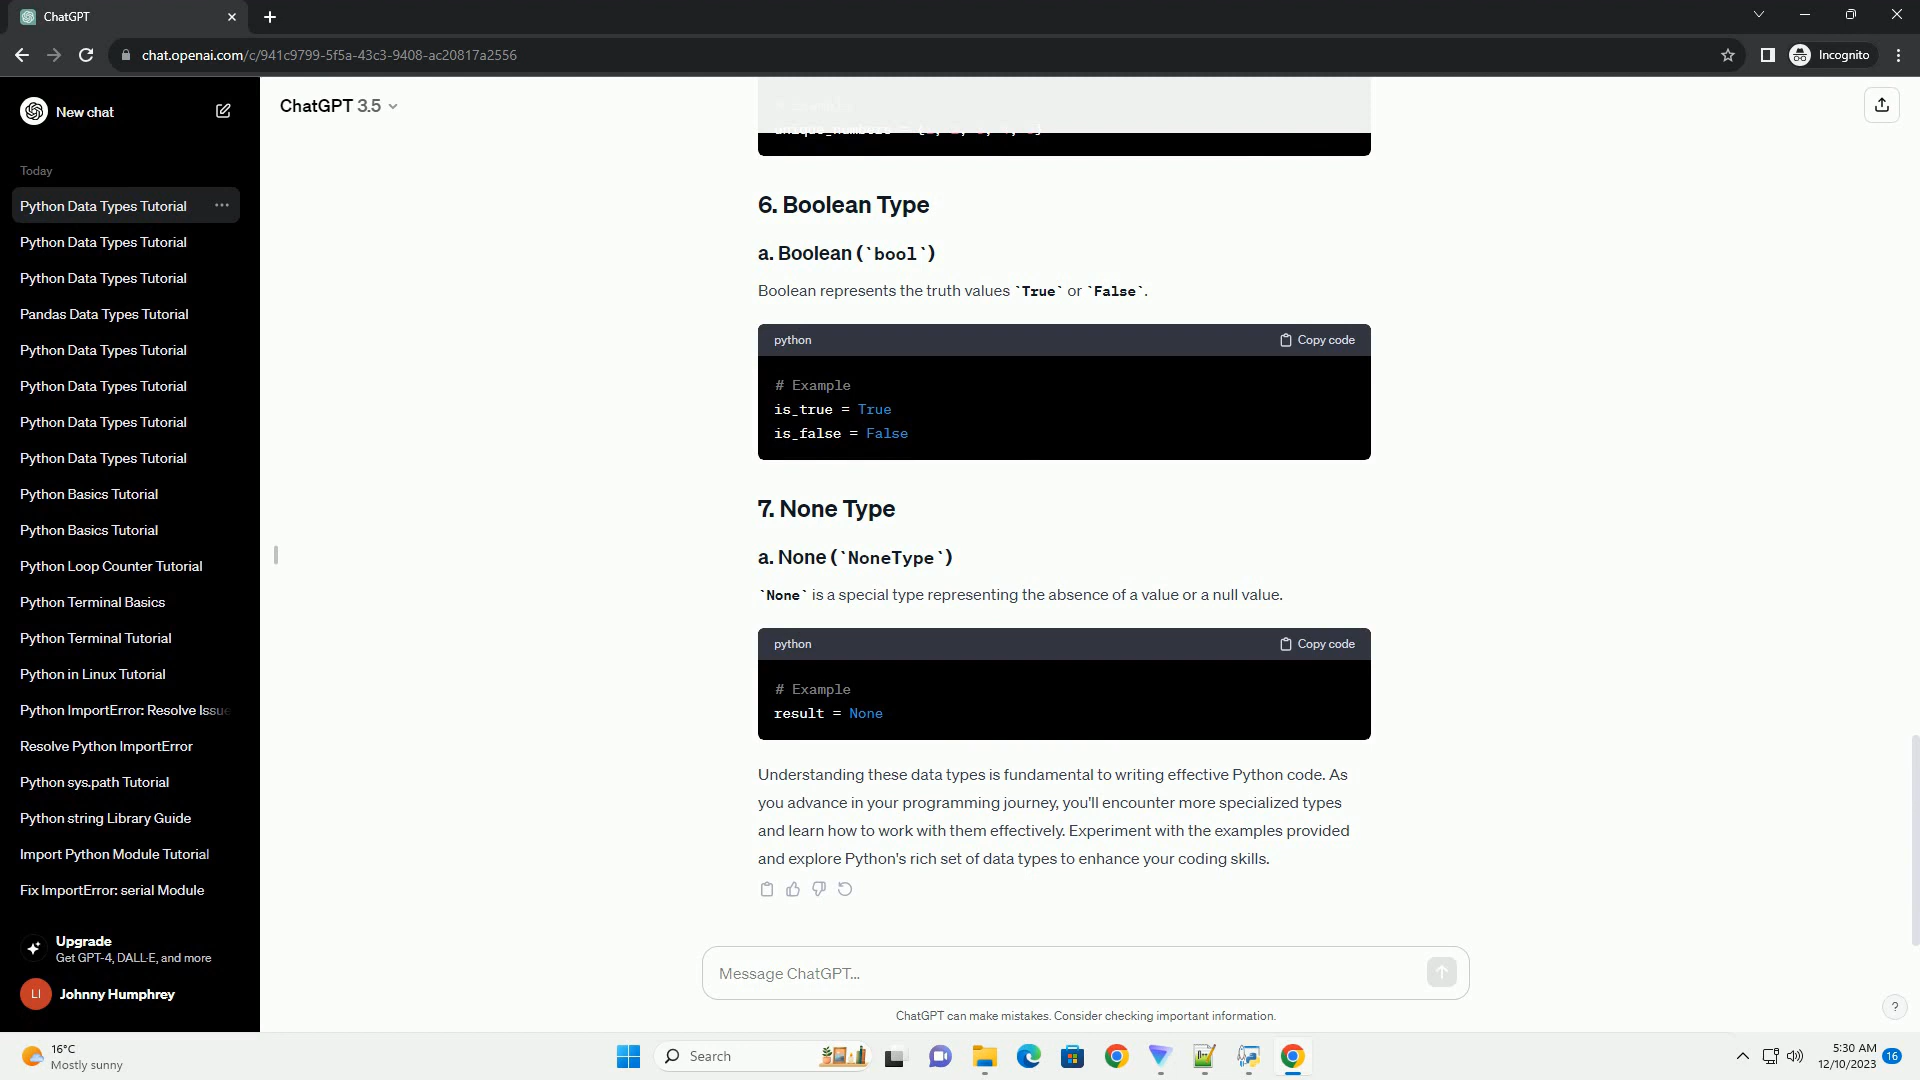 ChatGPT
chat.openai.com/c/941c9799-5f5a-43c3-9408-ac20817a2556
Incognito
New chat
Today
Python Data Types Tutorial
Python Data Types Tutorial
Python Data Types Tutorial
Pandas Data Types Tutorial
Python Data Types Tutorial
Python Data Types Tutorial
Python Data Types Tutorial
Python Data Types Tutorial
Python Basics Tutorial
Python Basics Tutorial
Python Loop Counter Tutorial
Python Terminal Basics
Python Terminal Tutorial
Python in Linux Tutorial
Python ImportError: Resolve Issue
Resolve Python ImportError
Python sys.path Tutorial
Python string Library Guide
Import Python Module Tutorial
Fix ImportError: serial Module
Upgrade
Get GPT-4, DALL·E, and more
LI
Johnny Humphrey
ChatGPT 3.5
6. Boolean Type
a. Boolean (`bool`)
Boolean represents the truth values `True` or `False`.
python
Copy code
# Example
is_true = True
is_false = False
7. None Type
a. None (`NoneType`)
`None` is a special type representing the absence of a value or a null value.
python
Copy code
# Example
result = None
Understanding these data types is fundamental to writing effective Python code. As
you advance in your programming journey, you'll encounter more specialized types
and learn how to work with them effectively. Experiment with the examples provided
and explore Python's rich set of data types to enhance your coding skills.
Message ChatGPT...
ChatGPT can make mistakes. Consider checking important information.
?
16°C
Mostly sunny
Search
5:30 AM
12/10/2023
16